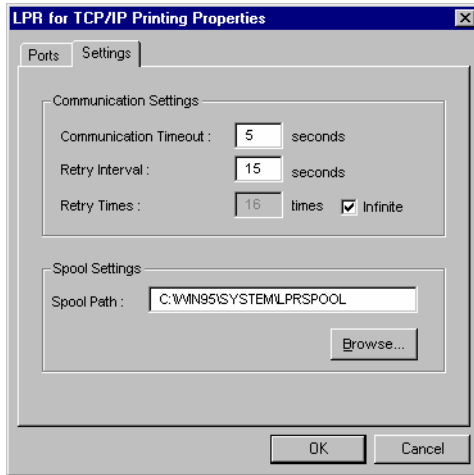 LPR for TCP/IP Printing Properties
Ports Settings
Communication Settings
Communication Timeout : 5 seconds
Retry Interval : 15 seconds
Retry Times : 16 times Infinite
Spool Settings
Spool Path : C:\WIN95\SYSTEM\LPRSPOOL
Browse...
OK Cancel